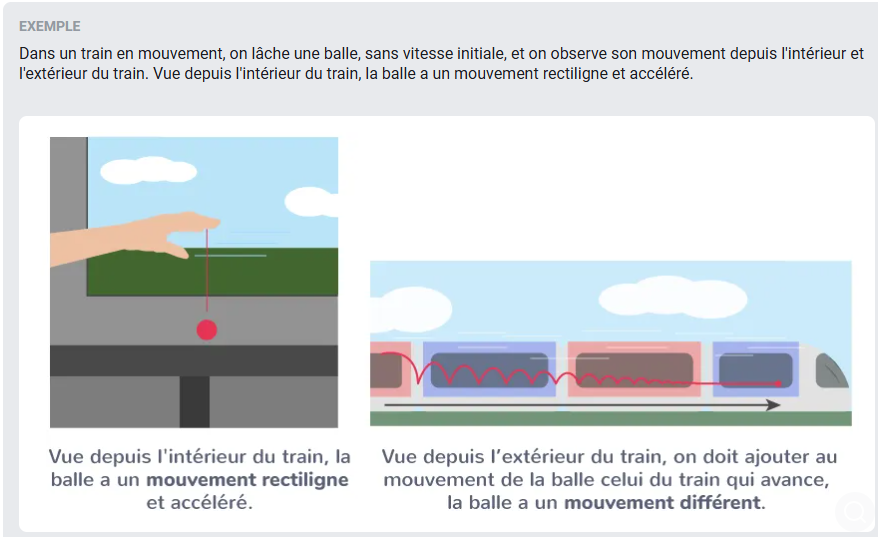 EXEMPLE
Dans un train en mouvement, on lâche une balle, sans vitesse initiale, et on observe son mouvement depuis l'intérieur et
l'extérieur du train. Vue depuis l'intérieur du train, la balle a un mouvement rectiligne et accéléré.
Vue depuis l'intérieur du train, la
balle a un mouvement rectiligne
et accéléré.
Vue depuis l’extérieur du train, on doit ajouter au
mouvement de la balle celui du train qui avance,
la balle a un mouvement différent.